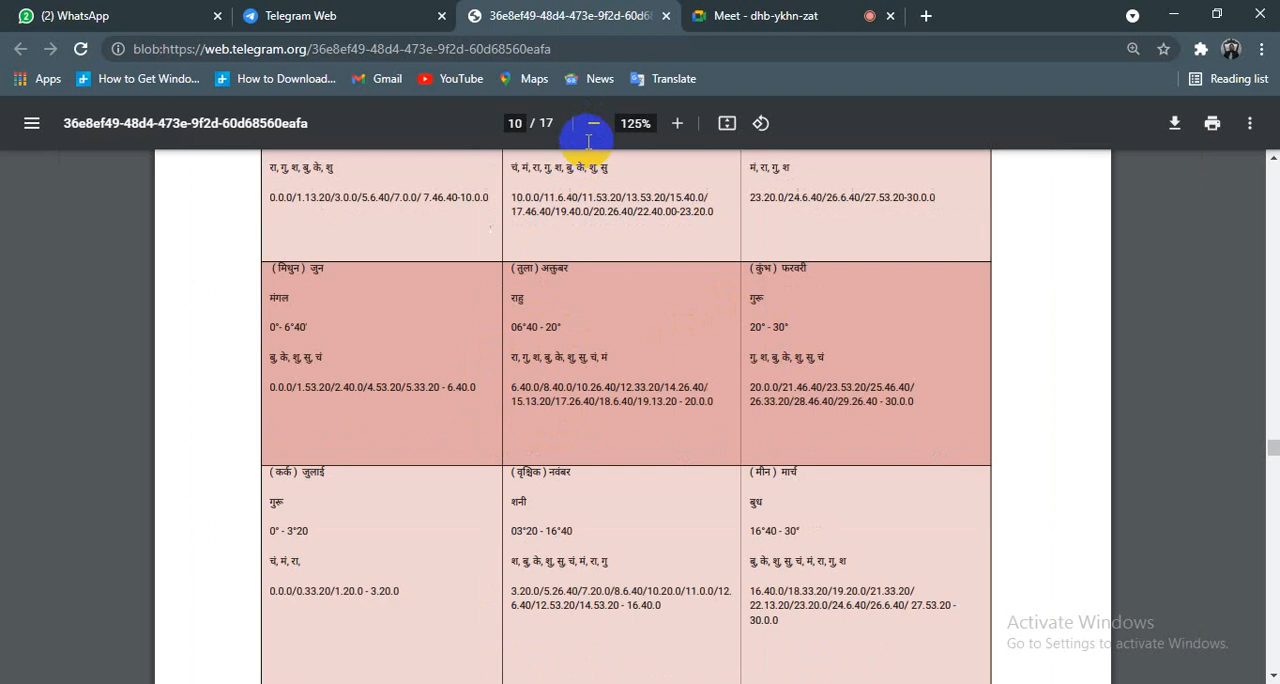 (2) WhatsApp
Telegram Web
36e8ef49-48d4-473e-9f2d-60d68
Meet - dhb-ykhn-zat
blob:https://web.telegram.org/36e8ef49-48d4-473e-9f2d-60d68560eafa
Apps
How to Get Windo...
How to Download...
Gmail
YouTube
Maps
News
Translate
Reading list
36e8ef49-48d4-473e-9f2d-60d68560eafa
10 / 17
125%
रा, गु, श, बु, के, शु
0.0.0/1.13.20/3.0.0/5.6.40/7.0.0/ 7.46.40-10.0.0
चं, मं, रा, गु, श, बु, के, शु, सु
10.0.0/11.6.40/11.53.20/13.53.20/15.40.0/
17.46.40/19.40.0/20.26.40/22.40.00-23.20.0
मं, रा, गु, श
23.20.0/24.6.40/26.6.40/27.53.20-30.0.0
( मिथुन ) जुन
मंगल
0°- 6°40'
बु, के, शु, सु, चं
0.0.0/1.53.20/2.40.0/4.53.20/5.33.20 - 6.40.0
( तुला ) अक्तुबर
राहु
06°40 - 20°
रा, गु, श, बु, के, शु, सु, चं, मं
6.40.0/8.40.0/10.26.40/12.33.20/14.26.40/
15.13.20/17.26.40/18.6.40/19.13.20 - 20.0.0
( कुंभ ) फरवरी
गुरू
20° - 30°
गु, श, बु, के, शु, सु, चं
20.0.0/21.46.40/23.53.20/25.46.40/
26.33.20/28.46.40/29.26.40 - 30.0.0
( कर्क ) जुलाई
गुरू
0° - 3°20
चं, मं, रा,
0.0.0/0.33.20/1.20.0 - 3.20.0
( वृश्चिक ) नवंबर
शनी
03°20 - 16°40
श, बु, के, शु, सु, चं, मं, रा, गु
3.20.0/5.26.40/7.20.0/8.6.40/10.20.0/11.0.0/12.
6.40/12.53.20/14.53.20 - 16.40.0
( मीन ) मार्च
बुध
16°40 - 30°
बु, के, शु, सु, चं, मं, रा, गु, श
16.40.0/18.33.20/19.20.0/21.33.20/
22.13.20/23.20.0/24.6.40/26.6.40/ 27.53.20 -
30.0.0
Activate Windows
Go to Settings to activate Windows.